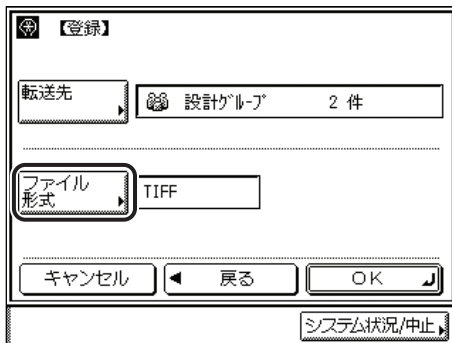 【登録】
転送先
設計ｸﾞﾙｰﾌﾟ 2 件
ファイル
形式
TIFF
キャンセル
戻る
OK
システム状況/中止